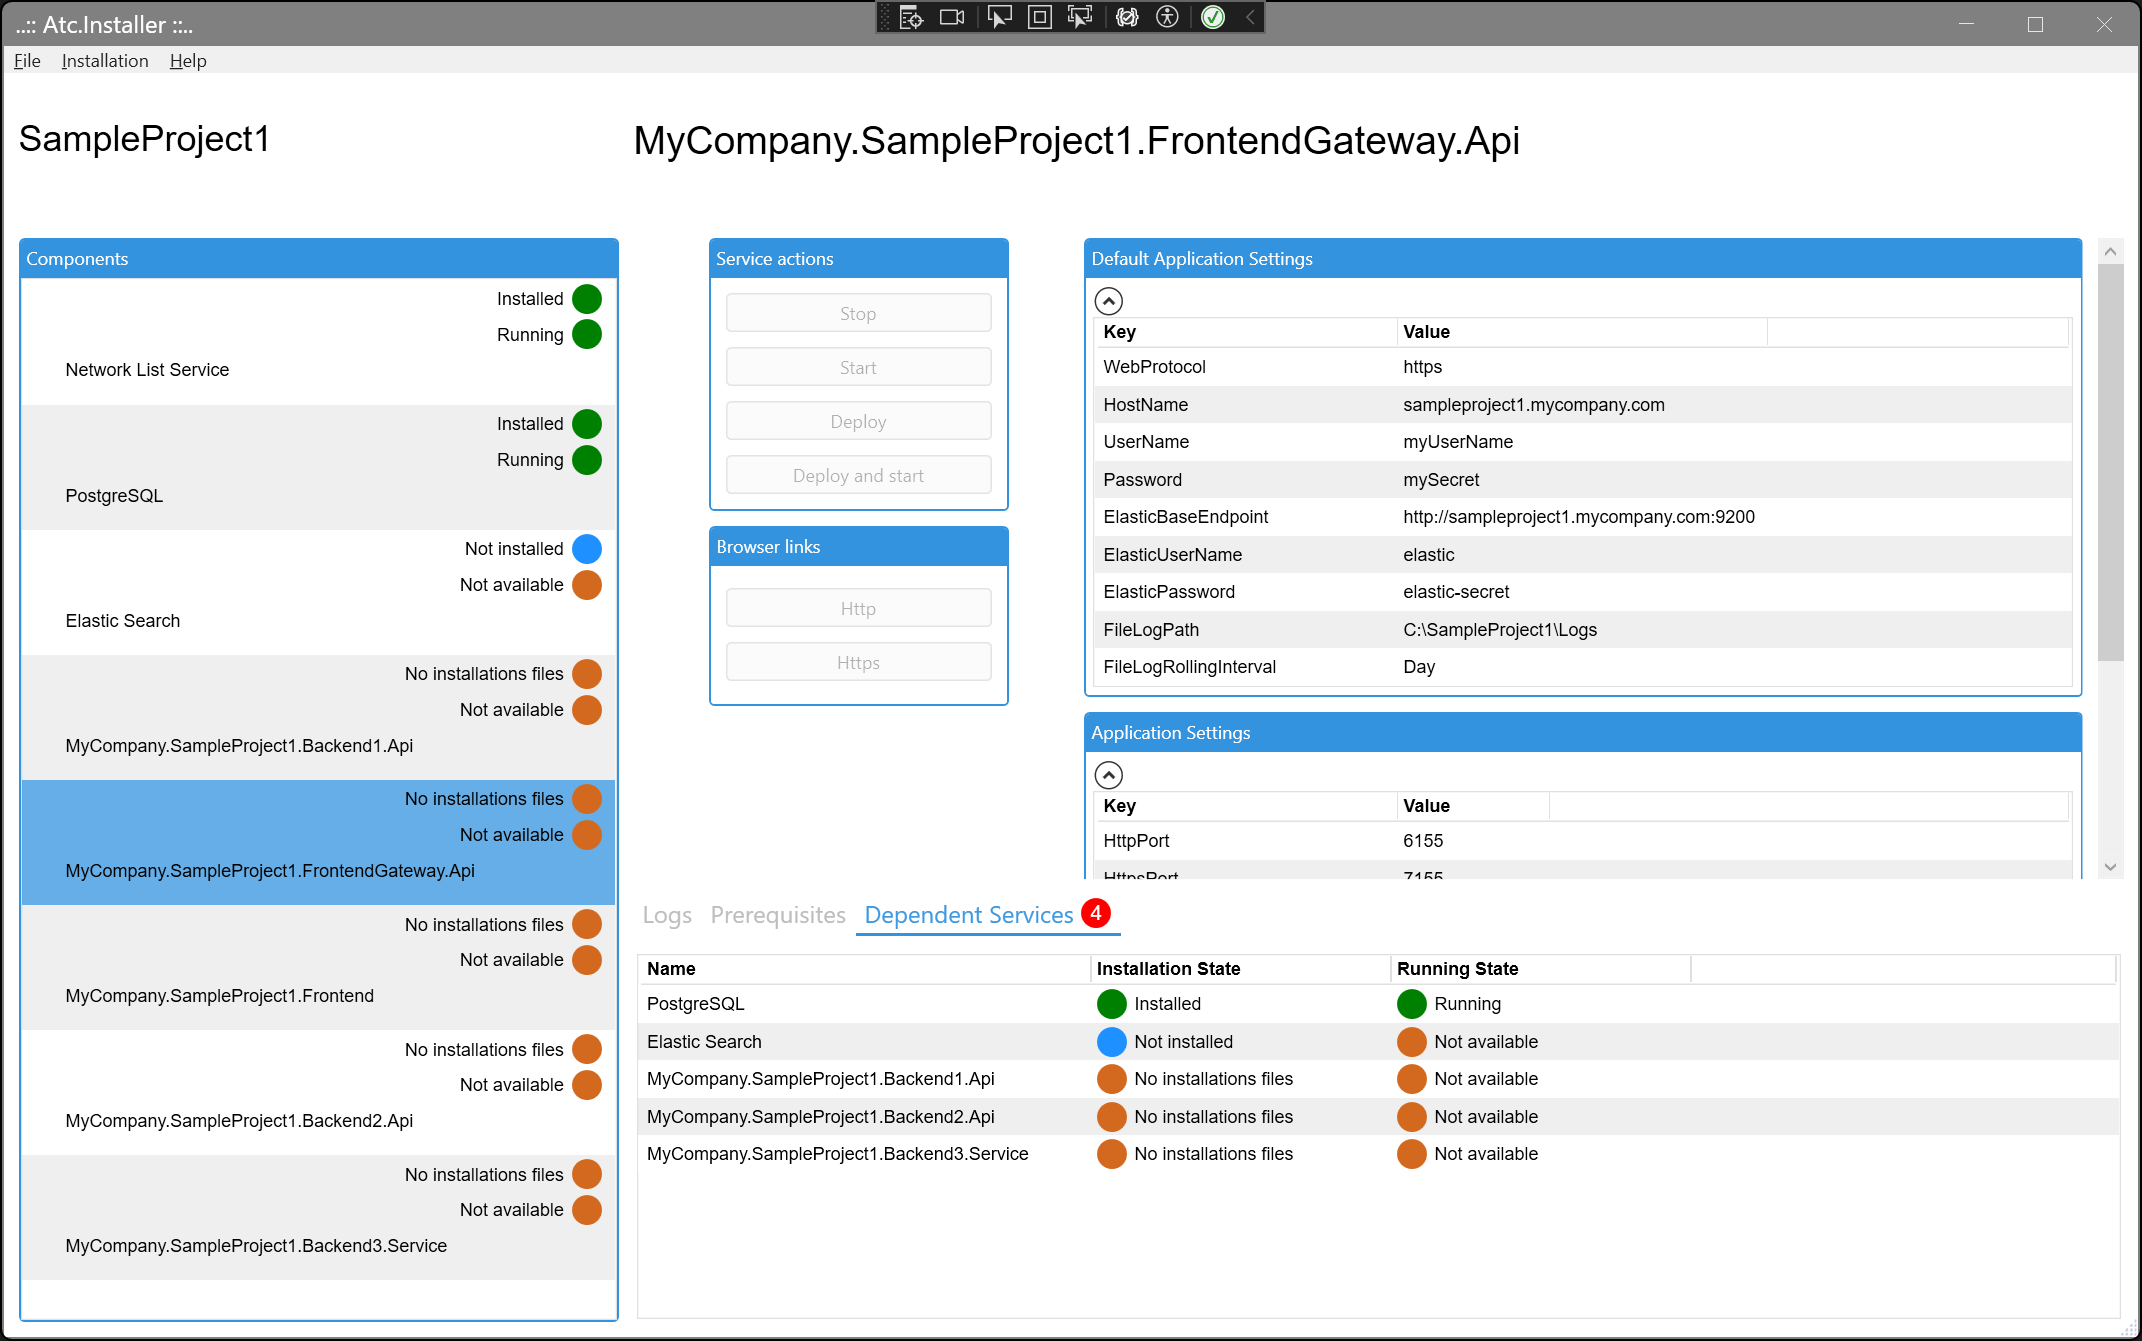 ..:: Atc.Installer ::..
File Installation Help
SampleProject1
MyCompany.SampleProject1.FrontendGateway.Api
Components
Installed
Running
Network List Service
Installed
Running
PostgreSQL
Not installed
Not available
Elastic Search
No installations files
Not available
MyCompany.SampleProject1.Backend1.Api
No installations files
Not available
MyCompany.SampleProject1.FrontendGateway.Api
No installations files
Not available
MyCompany.SampleProject1.Frontend
No installations files
Not available
MyCompany.SampleProject1.Backend2.Api
No installations files
Not available
MyCompany.SampleProject1.Backend3.Service
Service actions
Stop
Start
Deploy
Deploy and start
Browser links
Http
Https
Default Application Settings
Key Value
WebProtocol https
HostName sampleproject1.mycompany.com
UserName myUserName
Password mySecret
ElasticBaseEndpoint http://sampleproject1.mycompany.com:9200
ElasticUserName elastic
ElasticPassword elastic-secret
FileLogPath C:\SampleProject1\Logs
FileLogRollingInterval Day
Application Settings
Key Value
HttpPort 6155
HttpsPort 7155
Logs Prerequisites Dependent Services 4
Name Installation State Running State
PostgreSQL Installed Running
Elastic Search Not installed Not available
MyCompany.SampleProject1.Backend1.Api No installations files Not available
MyCompany.SampleProject1.Backend2.Api No installations files Not available
MyCompany.SampleProject1.Backend3.Service No installations files Not available